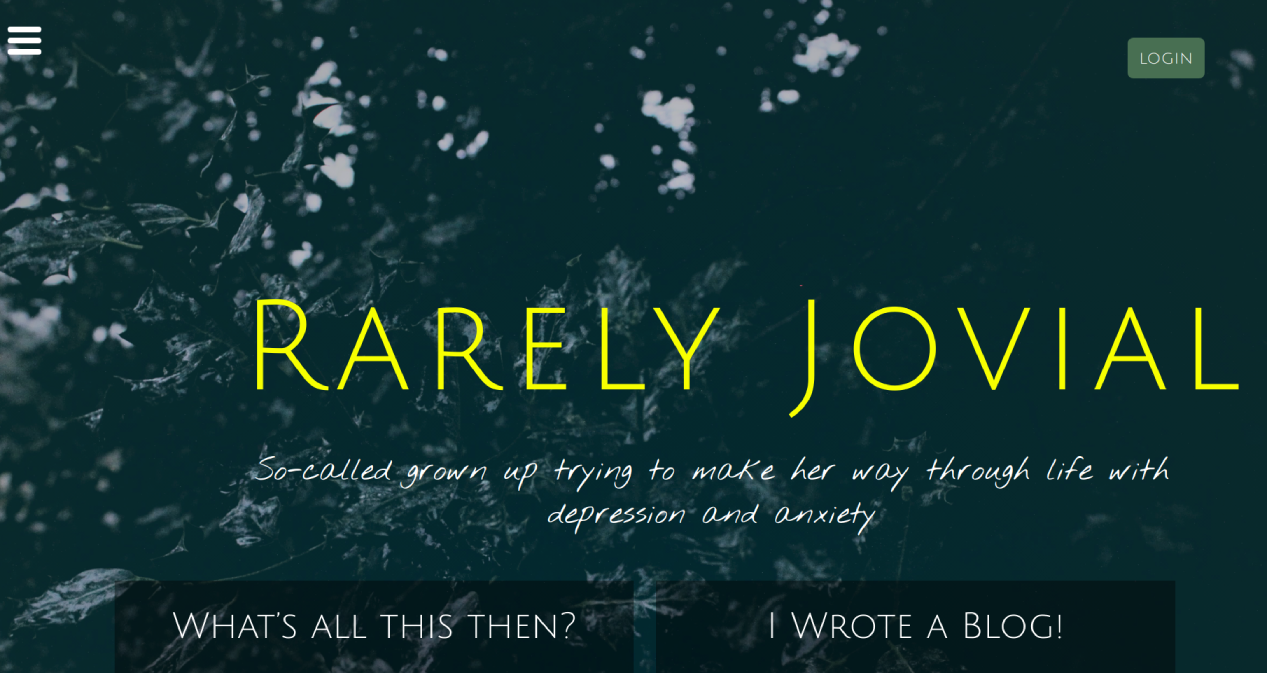 LOGIN
Rarely Jovial
So-called grown up trying to make her way through life with
depression and anxiety
What's all this then?
I Wrote a Blog!